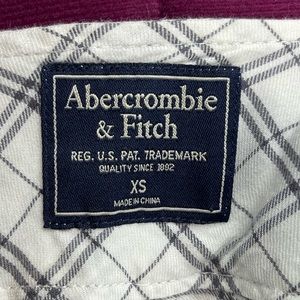 Abercrombie
& Fitch
REG. U.S. PAT. TRADEMARK
QUALITY SINCE 1892
XS
MADE IN CHINA